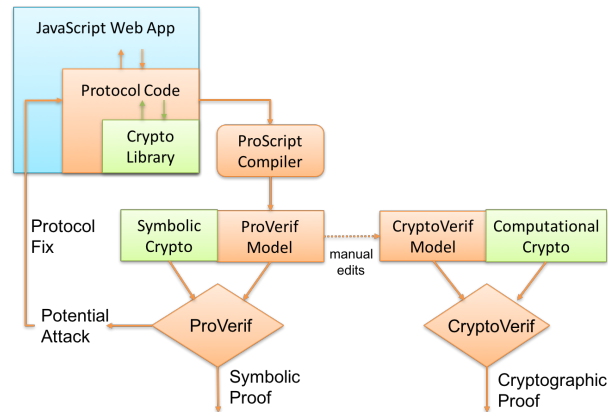 JavaScript Web App
Protocol Code
Crypto
Library
ProScript
Compiler
Protocol
Fix
Symbolic
Crypto
ProVerif
Model
manual
edits
CryptoVerif
Model
Computational
Crypto
Potential
Attack
ProVerif
CryptoVerif
Symbolic
Proof
Cryptographic
Proof